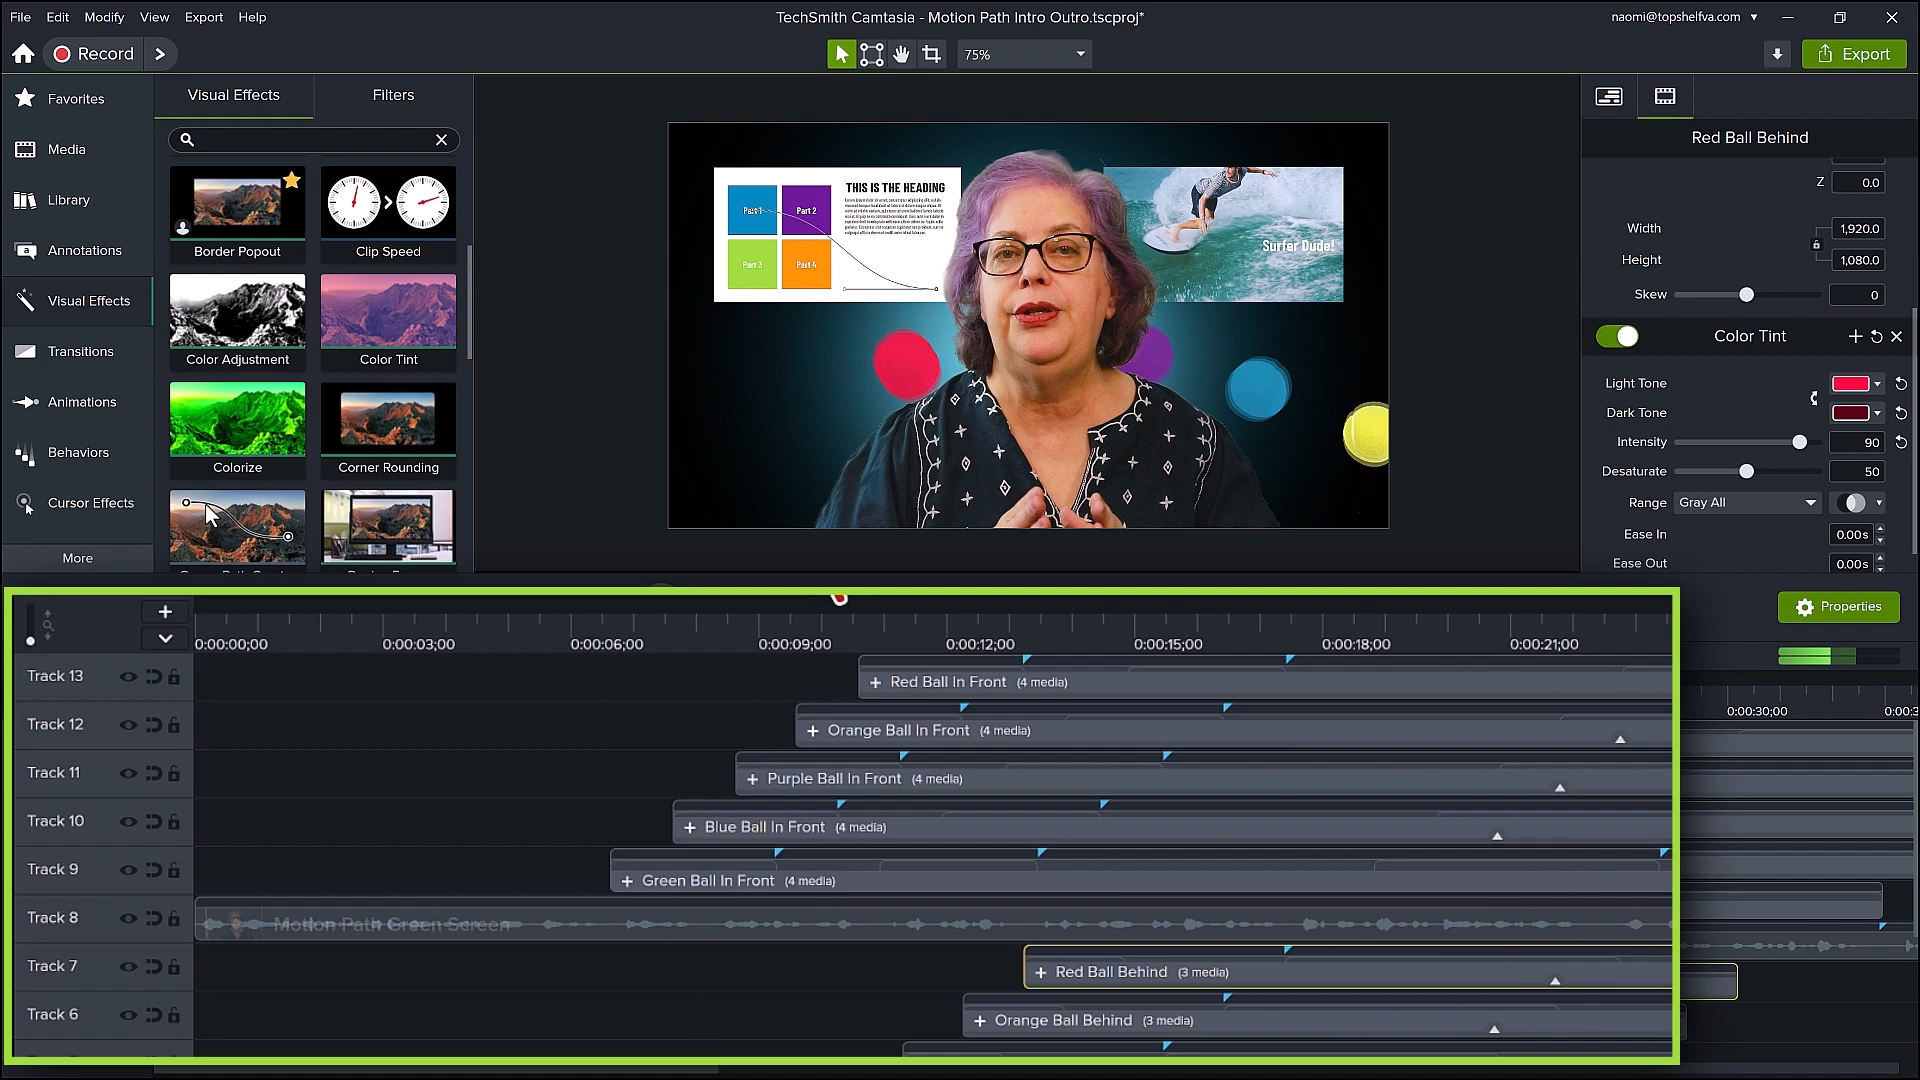 File Edit Modify View Export Help
TechSmith Camtasia - Motion Path Intro Outro.tscproj*
naomi@topshelfva.com
Record
75%
Export
Favorites
Media
Library
Annotations
Visual Effects
Transitions
Animations
Behaviors
Cursor Effects
More
Visual Effects
Filters
Border Popout
Clip Speed
Color Adjustment
Color Tint
Colorize
Corner Rounding
Part 1
Part 2
Part 3
Part 4
THIS IS THE HEADING
Surfer Dude!
Red Ball Behind
Z 0.0
Width 1,920.0
Height 1,080.0
Skew 0
Color Tint
Light Tone
Dark Tone
Intensity 90
Desaturate 50
Range Gray All
Ease In 0.00s
Ease Out 0.00s
Properties
0:00:00;00 0:00:03;00 0:00:06;00 0:00:09;00 0:00:12;00 0:00:15;00 0:00:18;00 0:00:21;00
0:00:30;00
Track 13
+ Red Ball In Front (4 media)
Track 12
+ Orange Ball In Front (4 media)
Track 11
+ Purple Ball In Front (4 media)
Track 10
+ Blue Ball In Front (4 media)
Track 9
+ Green Ball In Front (4 media)
Track 8
Motion Path Green Screen
Track 7
+ Red Ball Behind (3 media)
Track 6
+ Orange Ball Behind (3 media)